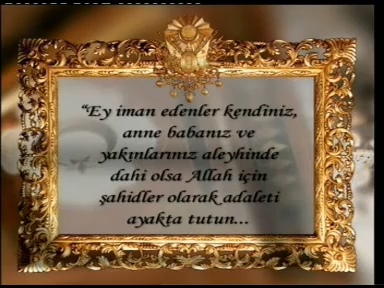 “Ey iman edenler kendiniz,
anne babanız ve
yakınlarınız aleyhinde
dahi olsa Allah için
şahidler olarak adaleti
ayakta tutun...